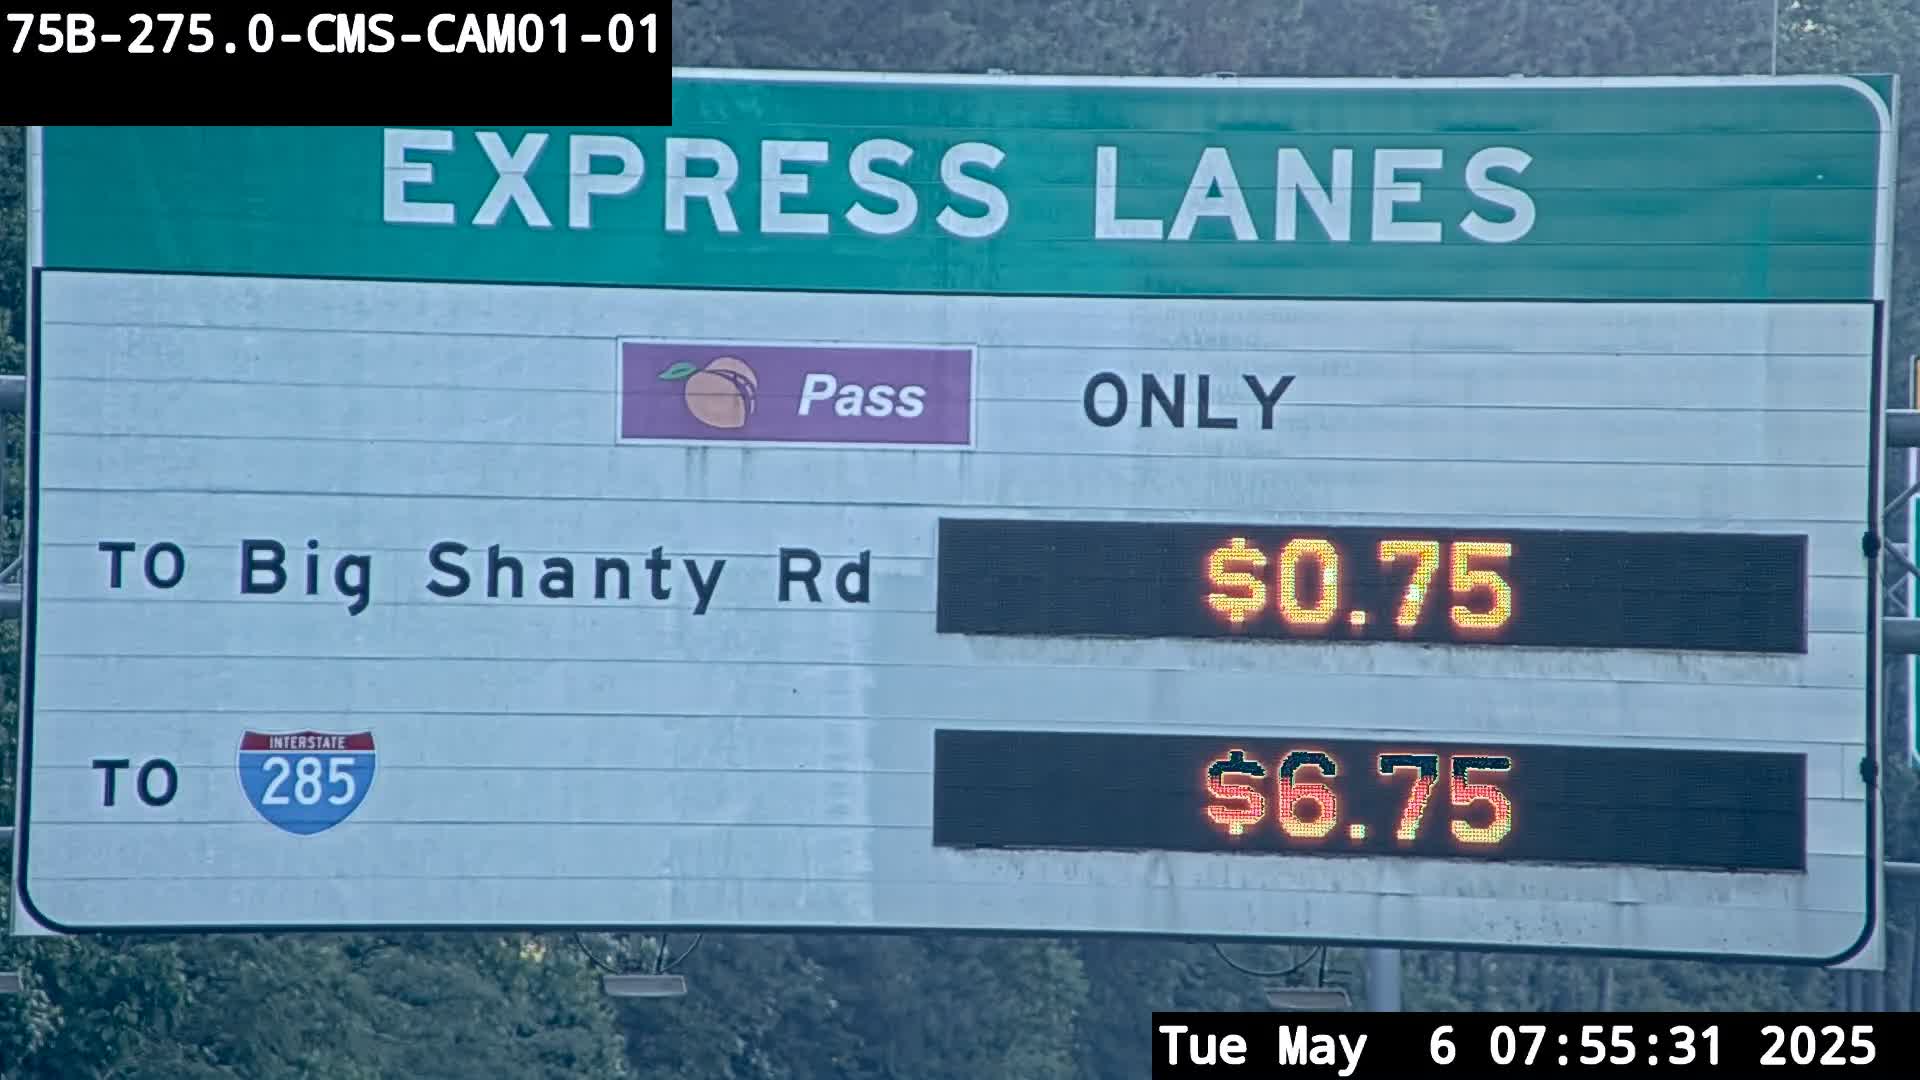 75B-275.0-CMS-CAM01-01
EXPRESS LANES
Pass ONLY
TO Big Shanty Rd $0.75
TO INTERSTATE 285 $6.75
Tue May 6 07:55:31 2025